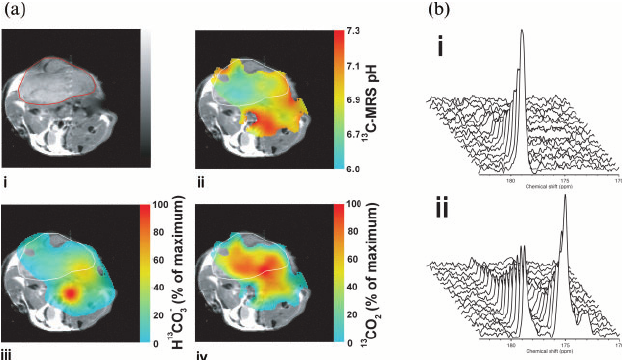 (a)
(b)
i
ii
7.3
7.1
6.9
6.7
6.0
¹³C-MRS pH
i
180
175
170
Chemical shift (ppm)
iii
100
80
60
40
20
0
H¹³CO₃⁻ (% of maximum)
iv
100
80
60
40
20
0
¹³CO₂ (% of maximum)
ii
180
175
170
Chemical shift (ppm)